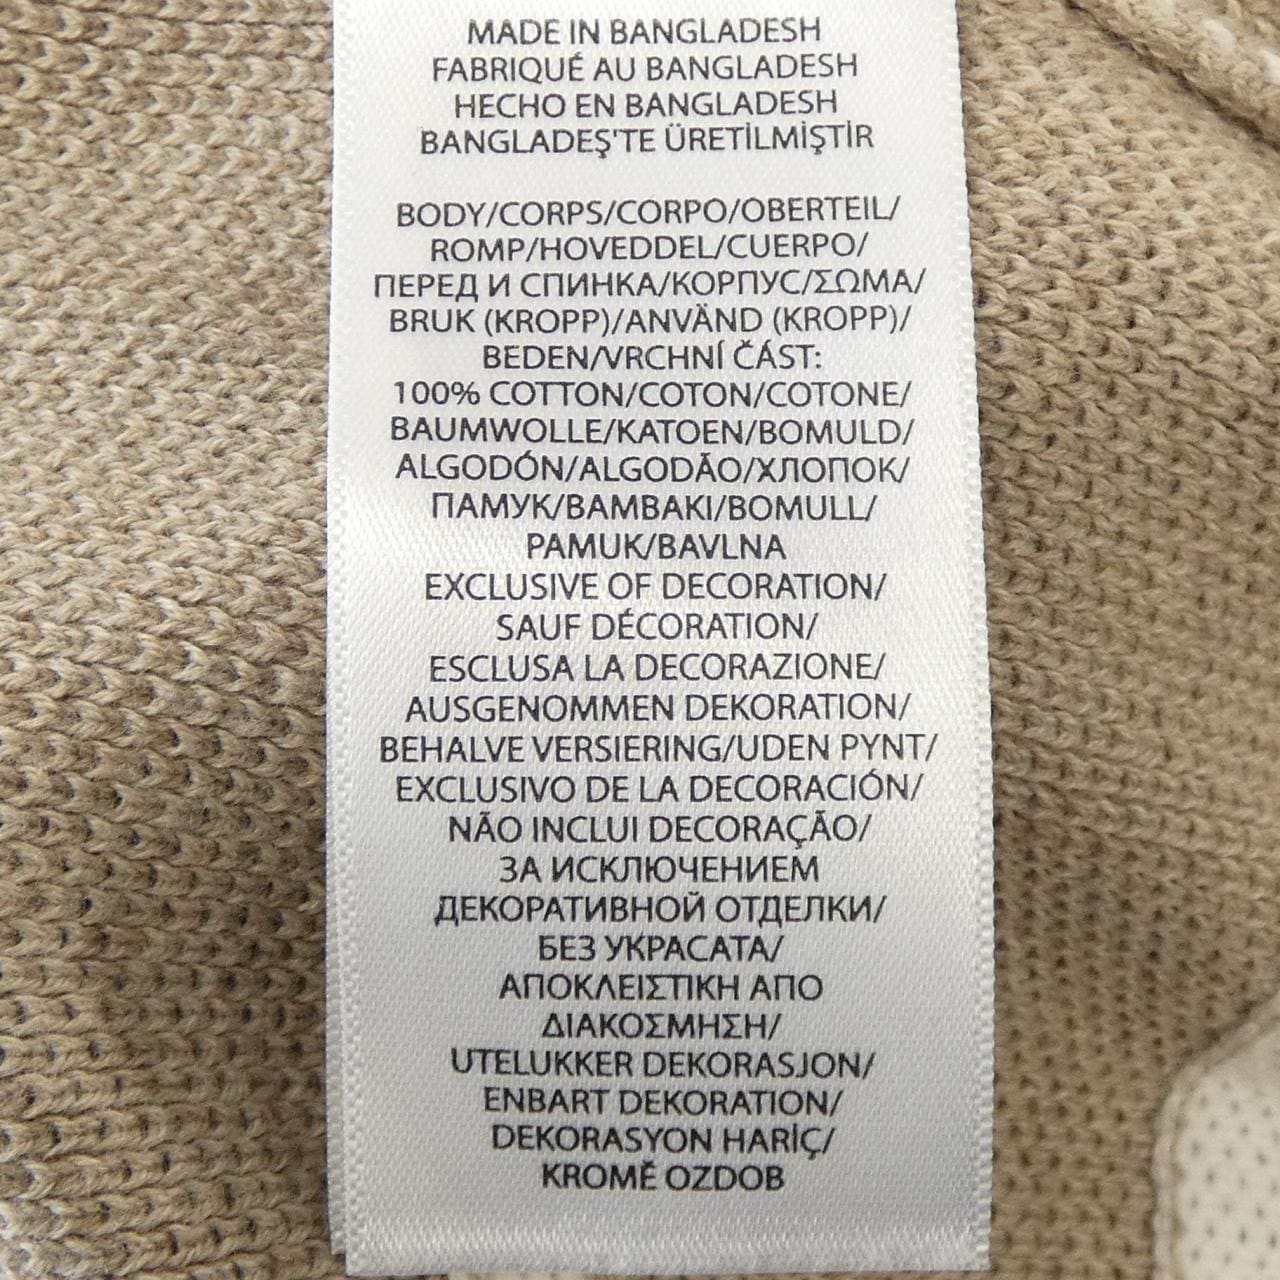 MADE IN BANGLADESH
FABRIQUÉ AU BANGLADESH
HECHO EN BANGLADESH
BANGLADEŞ'TE ÜRETİLMİŞTİR
BODY/CORPS/CORPO/OBERTEIL/
ROMP/HOVEDDEL/CUERPO/
ПЕРЕД И СПИНКА/КОРПУС/ΣΩΜΑ/
BRUK (KROPP)/ANVÄND (KROPP)/
BEDEN/VRCHNÍ ČÁST:
100% COTTON/COTON/COTONE/
BAUMWOLLE/KATOEN/BOMULD/
ALGODÓN/ALGODÃO/ХЛОПОК/
ПАМУК/BAMBAKI/BOMULL/
PAMUK/BAVLNA
EXCLUSIVE OF DECORATION/
SAUF DÉCORATION/
ESCLUSA LA DECORAZIONE/
AUSGENOMMEN DEKORATION/
BEHALVE VERSIERING/UDEN PYNT/
EXCLUSIVO DE LA DECORACIÓN/
NÃO INCLUI DECORAÇÃO/
ЗА ИСКЛЮЧЕНИЕМ
ДЕКОРАТИВНОЙ ОТДЕЛКИ/
БЕЗ УКРАСАТА/
ΑΠΟΚΛΕΙΣΤΙΚΗ ΑΠΟ
ΔΙΑΚΟΣΜΗΣΗ/
UTELUKKER DEKORASJON/
ENBART DEKORATION/
DEKORASYON HARİÇ/
KROMĚ OZDOB